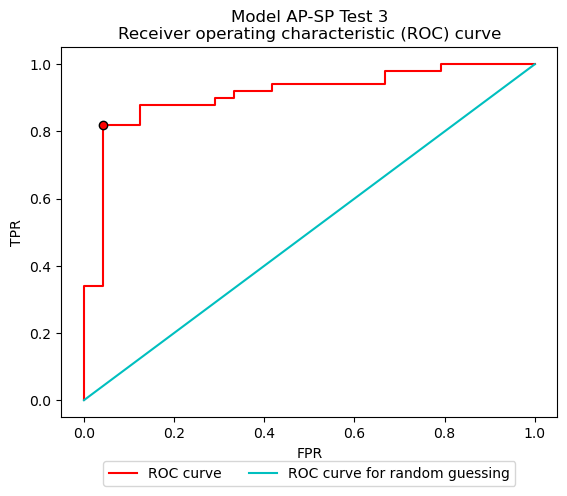 Model AP-SP Test 3
Receiver operating characteristic (ROC) curve
TPR
1.0
0.8
0.6
0.4
0.2
0.0
0.0 0.2 0.4 0.6 0.8 1.0
FPR
ROC curve ROC curve for random guessing